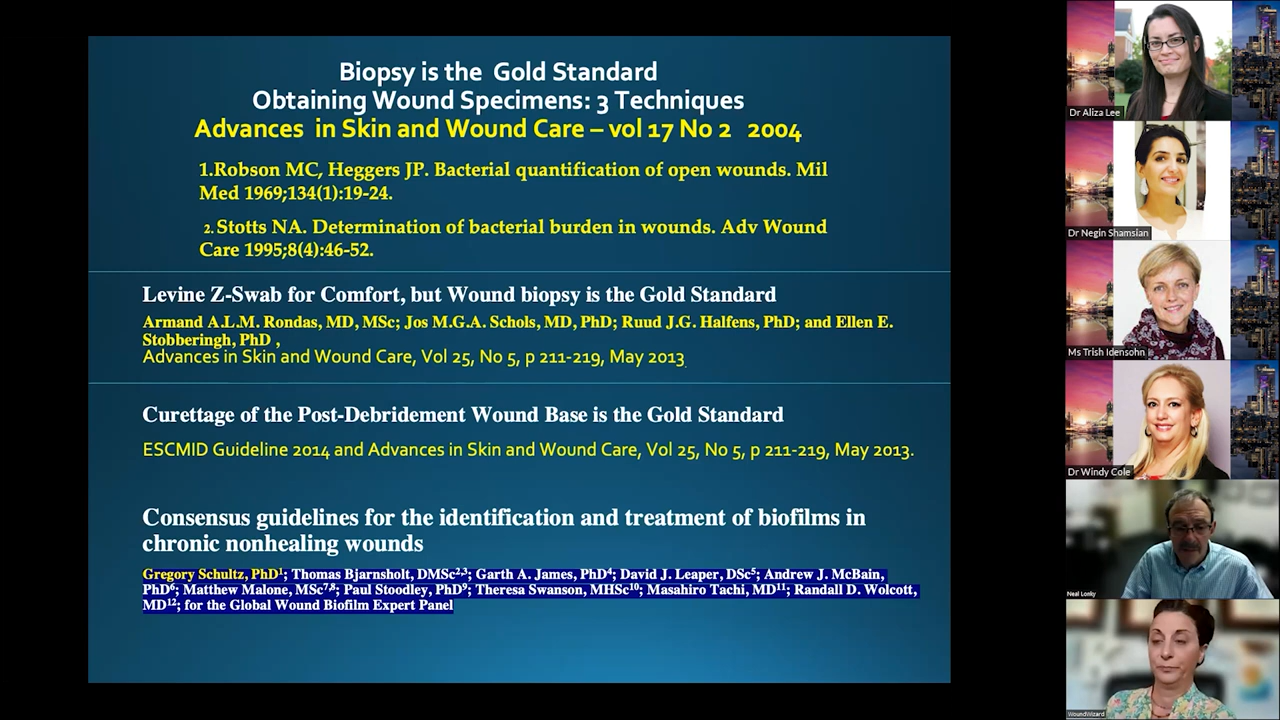 Biopsy is the Gold Standard
Obtaining Wound Specimens: 3 Techniques
Advances in Skin and Wound Care – vol 17 No 2 2004
1.Robson MC, Heggers JP. Bacterial quantification of open wounds. Mil
Med 1969;134(1):19-24.
2. Stotts NA. Determination of bacterial burden in wounds. Adv Wound
Care 1995;8(4):46-52.
Levine Z-Swab for Comfort, but Wound biopsy is the Gold Standard
Armand A.L.M. Rondas, MD, MSc; Jos M.G.A. Schols, MD, PhD; Ruud J.G. Halfens, PhD; and Ellen E.
Stobberingh, PhD ,
Advances in Skin and Wound Care, Vol 25, No 5, p 211-219, May 2013.
Curettage of the Post-Debridement Wound Base is the Gold Standard
ESCMID Guideline 2014 and Advances in Skin and Wound Care, Vol 25, No 5, p 211-219, May 2013.
Consensus guidelines for the identification and treatment of biofilms in
chronic nonhealing wounds
Gregory Schultz, PhD¹; Thomas Bjarnsholt, DMSc²,³; Garth A. James, PhD⁴; David J. Leaper, DSc⁵; Andrew J. McBain,
PhD⁶; Matthew Malone, MSc⁷,⁸; Paul Stoodley, PhD⁹; Theresa Swanson, MHSc¹⁰; Masahiro Tachi, MD¹¹; Randall D. Wolcott,
MD¹²; for the Global Wound Biofilm Expert Panel
Dr Aliza Lee
Dr Negin Shamsian
Ms Trish Idensohn
Dr Windy Cole
Neal Lonky
WoundWizard